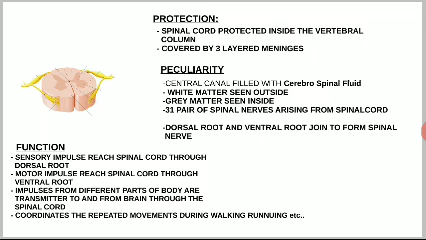 PROTECTION:
- SPINAL CORD PROTECTED INSIDE THE VERTEBRAL
COLUMN
- COVERED BY 3 LAYERED MENINGES
PECULIARITY
-CENTRAL CANAL FILLED WITH Cerebro Spinal Fluid
- WHITE MATTER SEEN OUTSIDE
-GREY MATTER SEEN INSIDE
-31 PAIR OF SPINAL NERVES ARISING FROM SPINALCORD
-DORSAL ROOT AND VENTRAL ROOT JOIN TO FORM SPINAL
NERVE
FUNCTION
- SENSORY IMPULSE REACH SPINAL CORD THROUGH
DORSAL ROOT
- MOTOR IMPULSE REACH SPINAL CORD THROUGH
VENTRAL ROOT
- IMPULSES FROM DIFFERENT PARTS OF BODY ARE
TRANSMITTER TO AND FROM BRAIN THROUGH THE
SPINAL CORD
- COORDINATES THE REPEATED MOVEMENTS DURING WALKING RUNNUING etc..